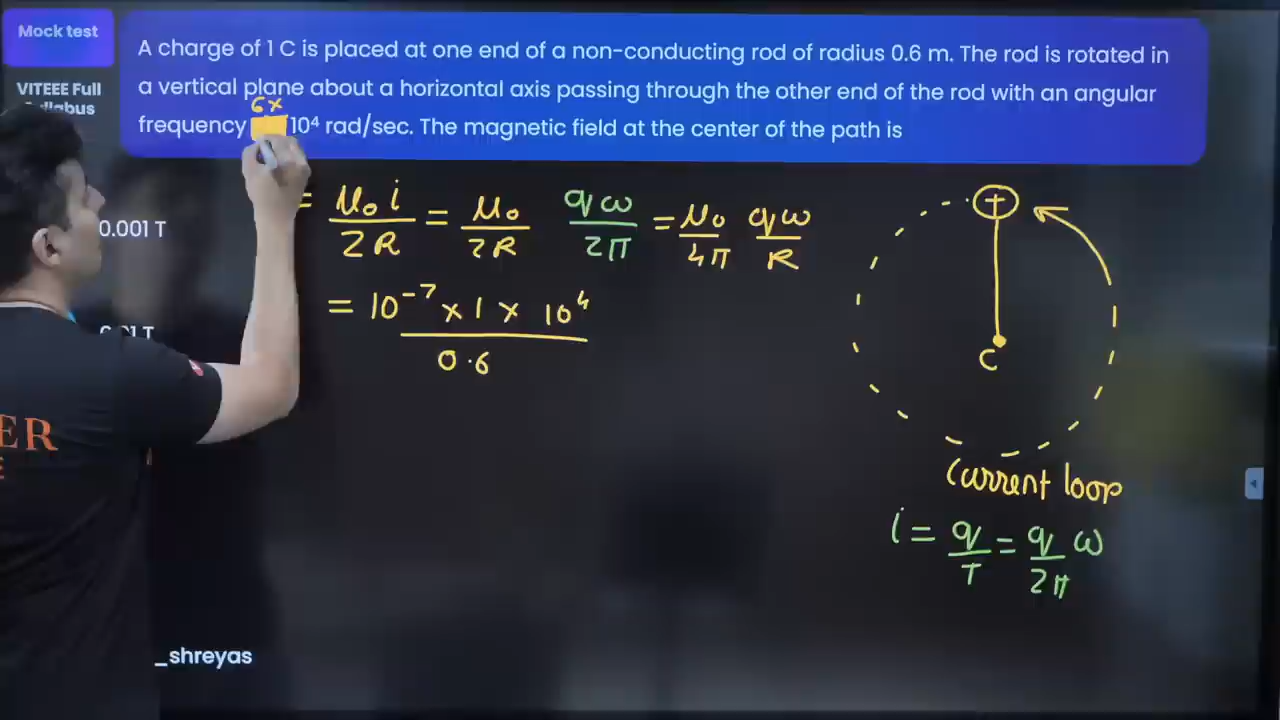 Mock test
VITEEE Full
Syllabus
A charge of 1 C is placed at one end of a non-conducting rod of radius 0.6 m. The rod is rotated in
a vertical plane about a horizontal axis passing through the other end of the rod with an angular
6×
frequency 10⁴ rad/sec. The magnetic field at the center of the path is
= μ₀ i / 2R = μ₀ / 2R qω / 2π = μ₀ / 4π qω / R
0.001 T
= 10⁻⁷ × 1 × 10⁴ / 0.6
+
C
Current loop
i = q / T = q / 2π ω
ER
_shreyas